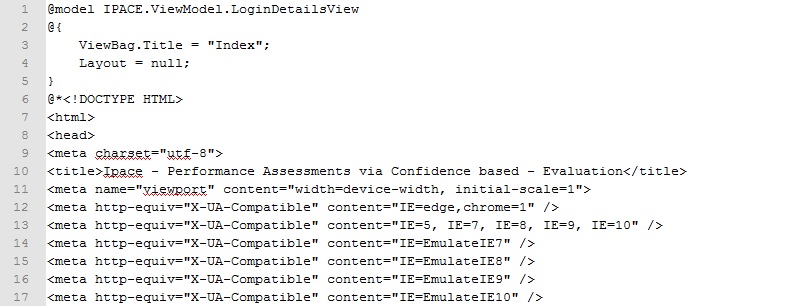 1 @model IPACE.ViewModel.LoginDetailsView
2 @{
3     ViewBag.Title = "Index";
4     Layout = null;
5 }
6 @*<!DOCTYPE HTML>
7 <html>
8 <head>
9 <meta charset="utf-8">
10 <title>Ipace - Performance Assessments via Confidence based - Evaluation</title>
11 <meta name="viewport" content="width=device-width, initial-scale=1">
12 <meta http-equiv="X-UA-Compatible" content="IE=edge,chrome=1" />
13 <meta http-equiv="X-UA-Compatible" content="IE=5, IE=7, IE=8, IE=9, IE=10" />
14 <meta http-equiv="X-UA-Compatible" content="IE=EmulateIE7" />
15 <meta http-equiv="X-UA-Compatible" content="IE=EmulateIE8" />
16 <meta http-equiv="X-UA-Compatible" content="IE=EmulateIE9" />
17 <meta http-equiv="X-UA-Compatible" content="IE=EmulateIE10" />